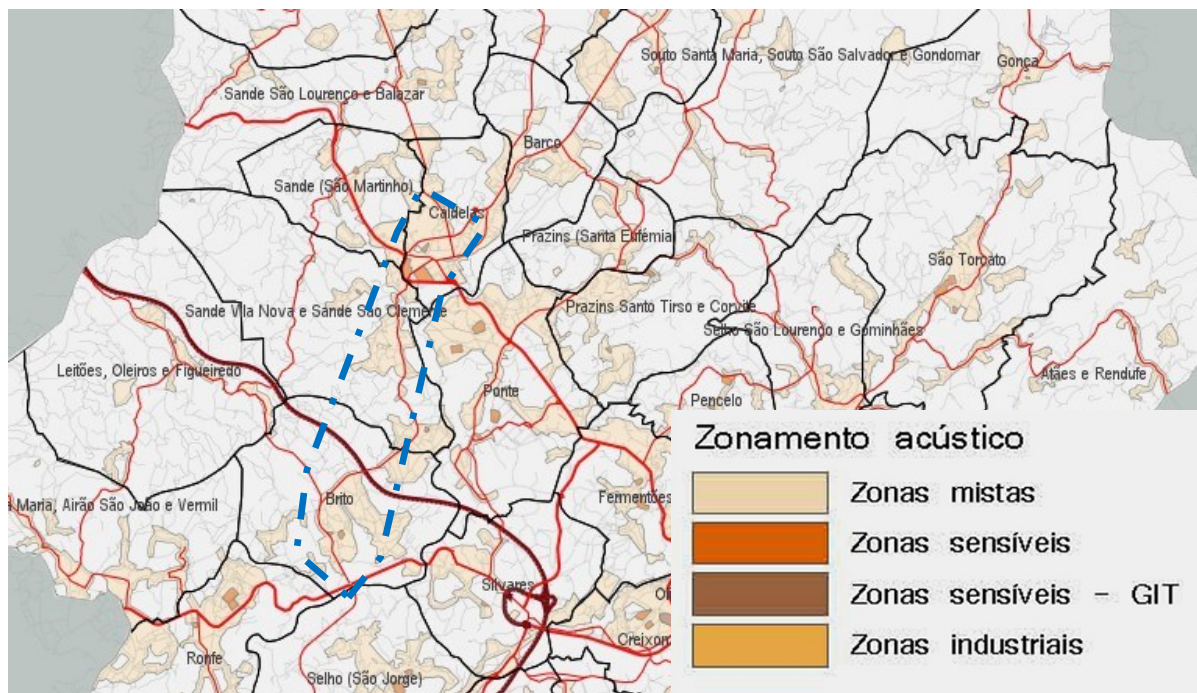 Souto Santa Maria, Souto São Salvador e Gondomar
Gonça
Sande São Lourenço e Balazar
Barco
Sande (São Martinho)
Caldelas
Prazins (Santa Eufémia)
São Torcato
Sande Vila Nova e Sande São Clemente
Prazins Santo Tirso e Corvite
Selho São Lourenço e Gominhães
Leitões, Oleiros e Figueiredo
Atães e Rendufe
Ponte
Pencelo
Zonamento acústico
Zonas mistas
Brito
Fermentões
Maria, Airão São João e Vermil
Zonas sensíveis
Silvares
Zonas sensíveis - GIT
Creixom
Zonas industriais
Ronfe
Selho (São Jorge)